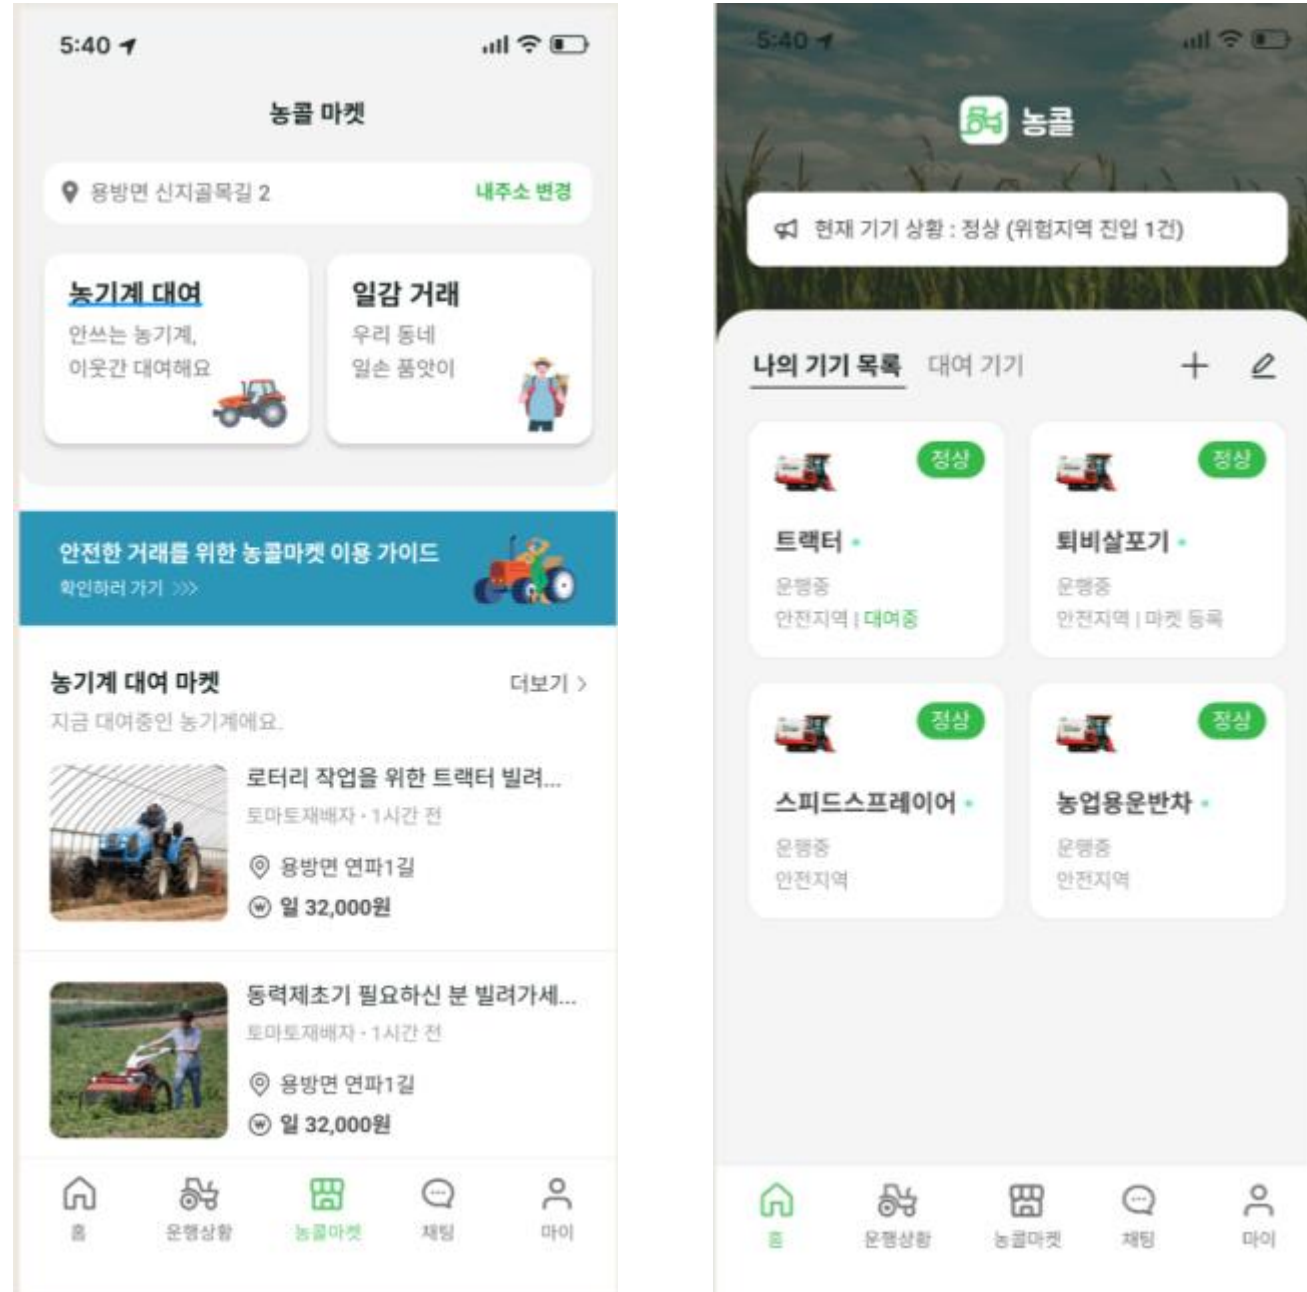 5:40
농콜 마켓
용방면 신지골목길 2
내주소 변경
농기계 대여
안쓰는 농기계,
이웃간 대여해요
일감 거래
우리 동네
일손 품앗이
안전한 거래를 위한 농콜마켓 이용 가이드
확인하러 가기 >>>
농기계 대여 마켓
더보기 >
지금 대여중인 농기계에요.
로터리 작업을 위한 트랙터 빌려...
토마토재배자 · 1시간 전
용방면 연파1길
일 32,000원
동력제초기 필요하신 분 빌려가세...
토마토재배자 · 1시간 전
용방면 연파1길
일 32,000원
홈
운행상황
농콜마켓
채팅
마이
5:40
농콜
현재 기기 상황 : 정상 (위험지역 진입 1건)
나의 기기 목록
대여 기기
정상
트랙터
운행중
안전지역 | 대여중
정상
퇴비살포기
운행중
안전지역 | 마켓 등록
정상
스피드스프레이어
운행중
안전지역
정상
농업용운반차
운행중
안전지역
홈
운행상황
농콜마켓
채팅
마이